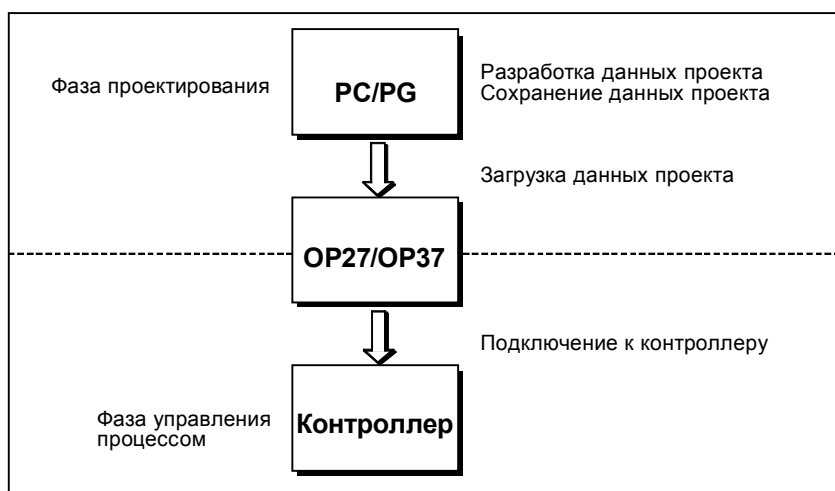 Фаза проектирования
PC/PG
Разработка данных проекта
Сохранение данных проекта
Загрузка данных проекта
OP27/OP37
Подключение к контроллеру
Фаза управления
процессом
Контроллер